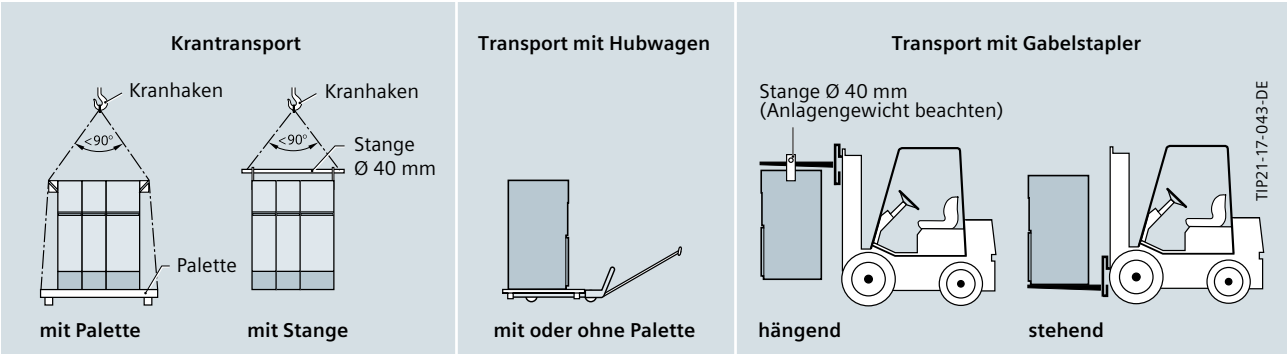 Krantransport
Kranhaken
<90°
Palette
mit Palette
Kranhaken
<90°
Stange
Ø 40 mm
mit Stange
Transport mit Hubwagen
mit oder ohne Palette
Transport mit Gabelstapler
Stange Ø 40 mm
(Anlagengewicht beachten)
hängend
stehend
TIP21-17-043-DE